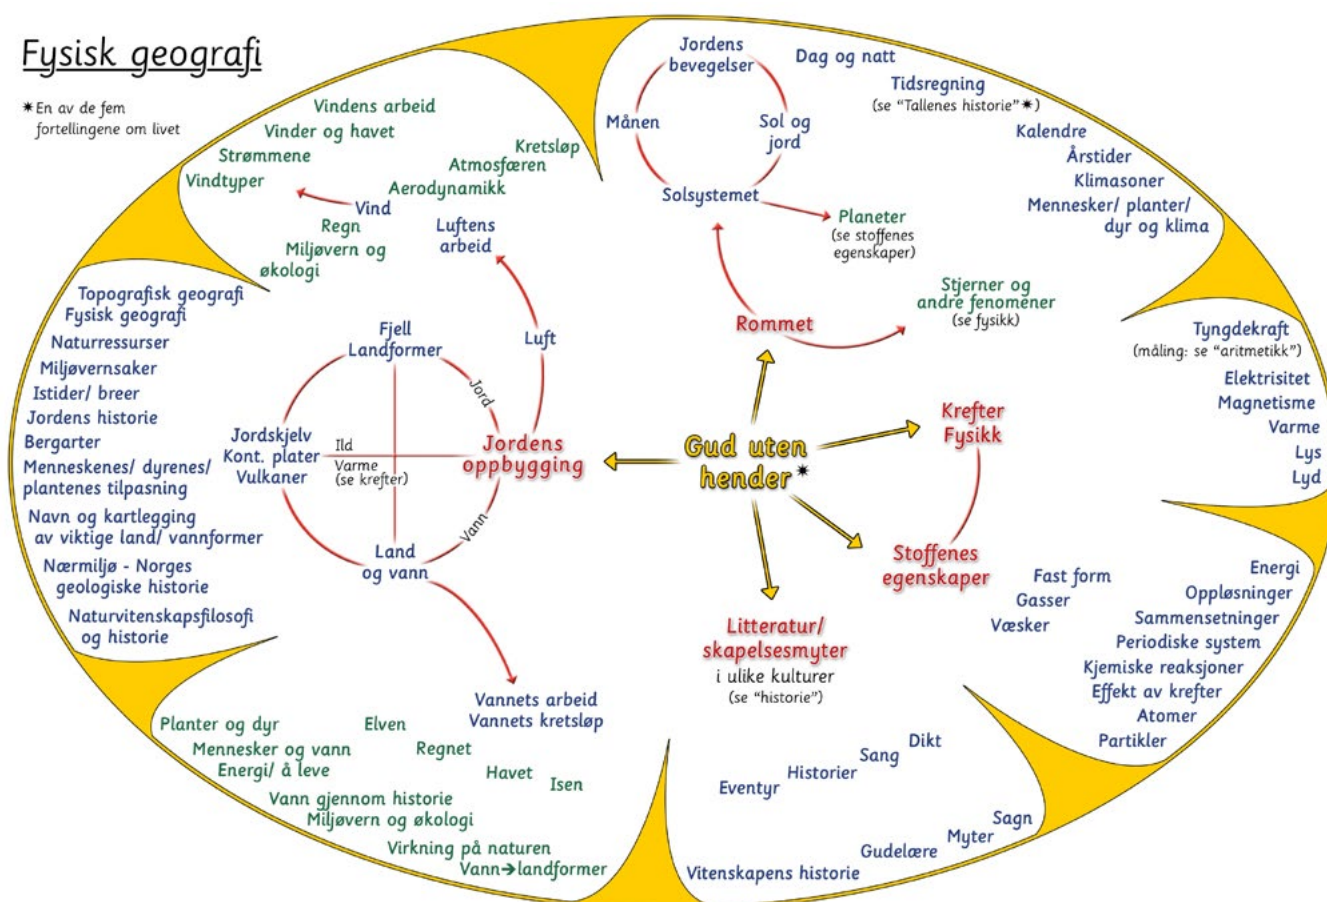 Fysisk geografi
*En av de fem
fortellingene om livet
Vindens arbeid
Vinder og havet
Strømmene
Vindtyper
Vind
Kretsløp
Atmosfæren
Aerodynamikk
Regn
Miljøvern og
økologi
Luftens
arbeid
Luft
Jordens
bevegelser
Månen
Sol og
jord
Solsystemet
Dag og natt
Tidsregning
(se "Tallenes historie"*)
Kalendre
Årstider
Klimasoner
Mennesker/ planter/
dyr og klima
Planeter
(se stoffenes
egenskaper)
Stjerner og
andre fenomener
(se fysikk)
Rommet
Topografisk geografi
Fysisk geografi
Naturressurser
Miljøvernsaker
Istider/ breer
Jordens historie
Bergarter
Menneskenes/ dyrenes/
plantenes tilpasning
Navn og kartlegging
av viktige land/ vannformer
Nærmiljø - Norges
geologiske historie
Naturvitenskapsfilosofi
og historie
Fjell
Landformer
Jord
Jordskjelv
Kont. plater
Vulkaner
Ild
Varme
(se krefter)
Jordens
oppbygging
Vann
Land
og vann
Gud uten
hender*
Krefter
Fysikk
Tyngdekraft
(måling: se "aritmetikk")
Elektrisitet
Magnetisme
Varme
Lys
Lyd
Stoffenes
egenskaper
Fast form
Gasser
Væsker
Energi
Oppløsninger
Sammensetninger
Periodiske system
Kjemiske reaksjoner
Effekt av krefter
Atomer
Partikler
Litteratur/
skapelsesmyter
i ulike kulturer
(se "historie")
Vannets arbeid
Vannets kretsløp
Planter og dyr
Mennesker og vann
Energi/ å leve
Elven
Regnet
Havet
Isen
Vann gjennom historie
Miljøvern og økologi
Virkning på naturen
Vann➔landformer
Dikt
Sang
Historier
Eventyr
Sagn
Myter
Gudelære
Vitenskapens historie